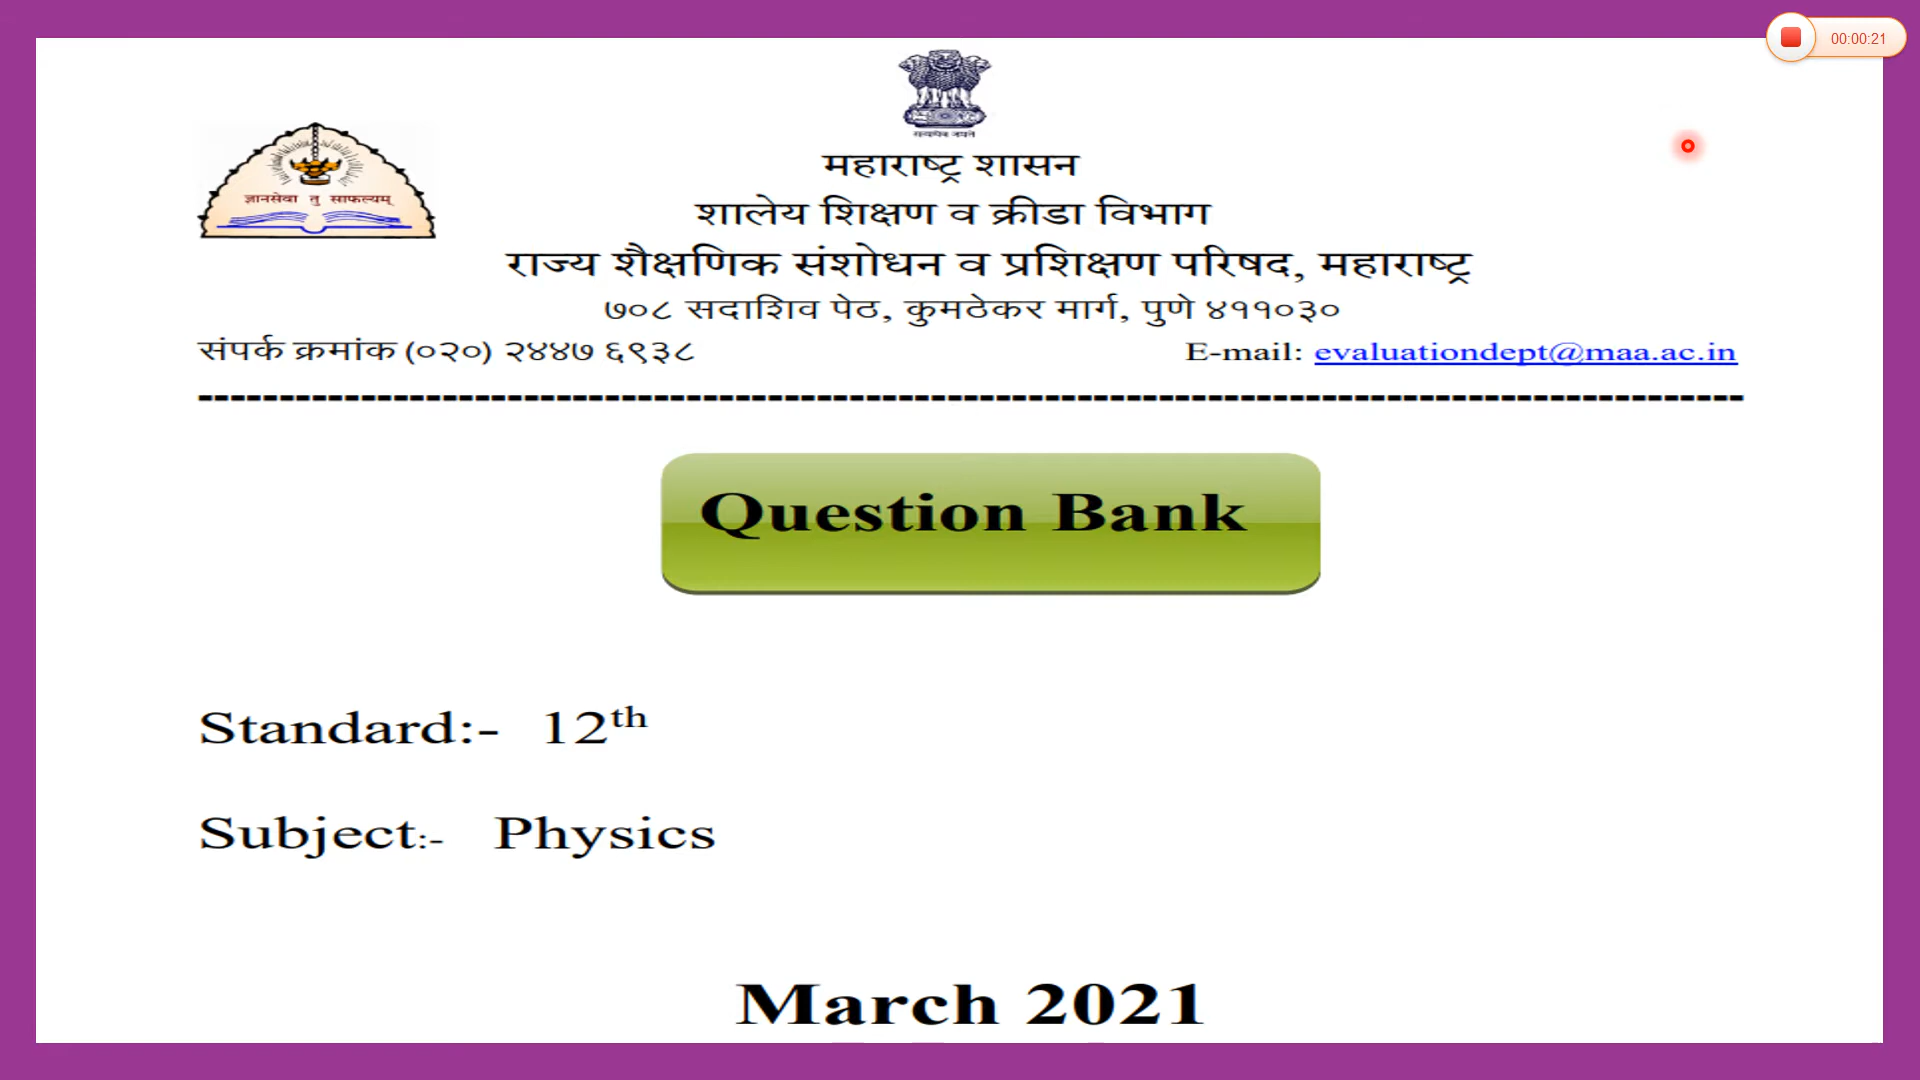 00:00:21
सत्यमेव जयते
ज्ञानसेवा तु साफल्यम्
महाराष्ट्र शासन
शालेय शिक्षण व क्रीडा विभाग
राज्य शैक्षणिक संशोधन व प्रशिक्षण परिषद, महाराष्ट्र
७०८ सदाशिव पेठ, कुमठेकर मार्ग, पुणे ४११०३०
संपर्क क्रमांक (०२०) २४४७ ६९३८ E-mail: evaluationdept@maa.ac.in
Question Bank
Standard:- 12th
Subject:- Physics
March 2021